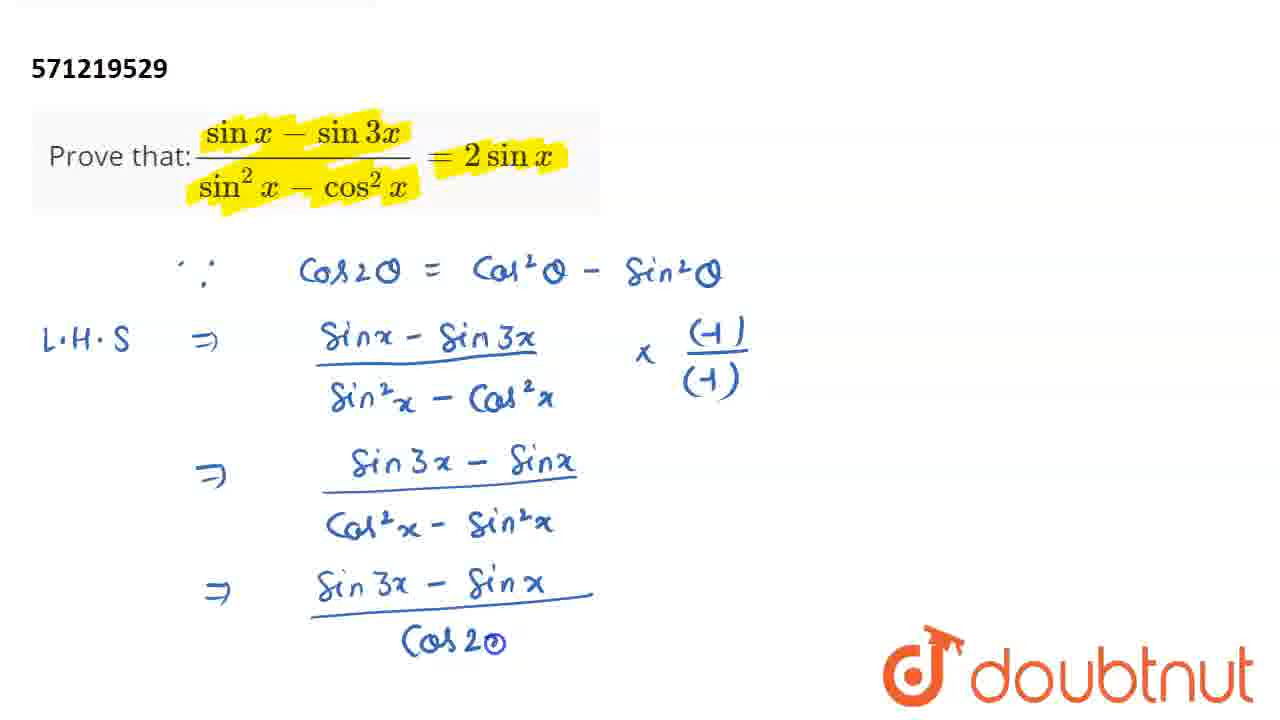 571219529
Prove that: (sin x − sin 3x)/(sin² x − cos² x) = 2 sin x
∵ Cos2θ = Cos²θ − Sin²θ
L.H.S ⇒ (Sinx − Sin3x)/(Sin²x − Cos²x) × (-1)/(-1)
⇒ (Sin3x − Sinx)/(Cos²x − Sin²x)
⇒ (Sin3x − Sinx)/(Cos2
doubtnut